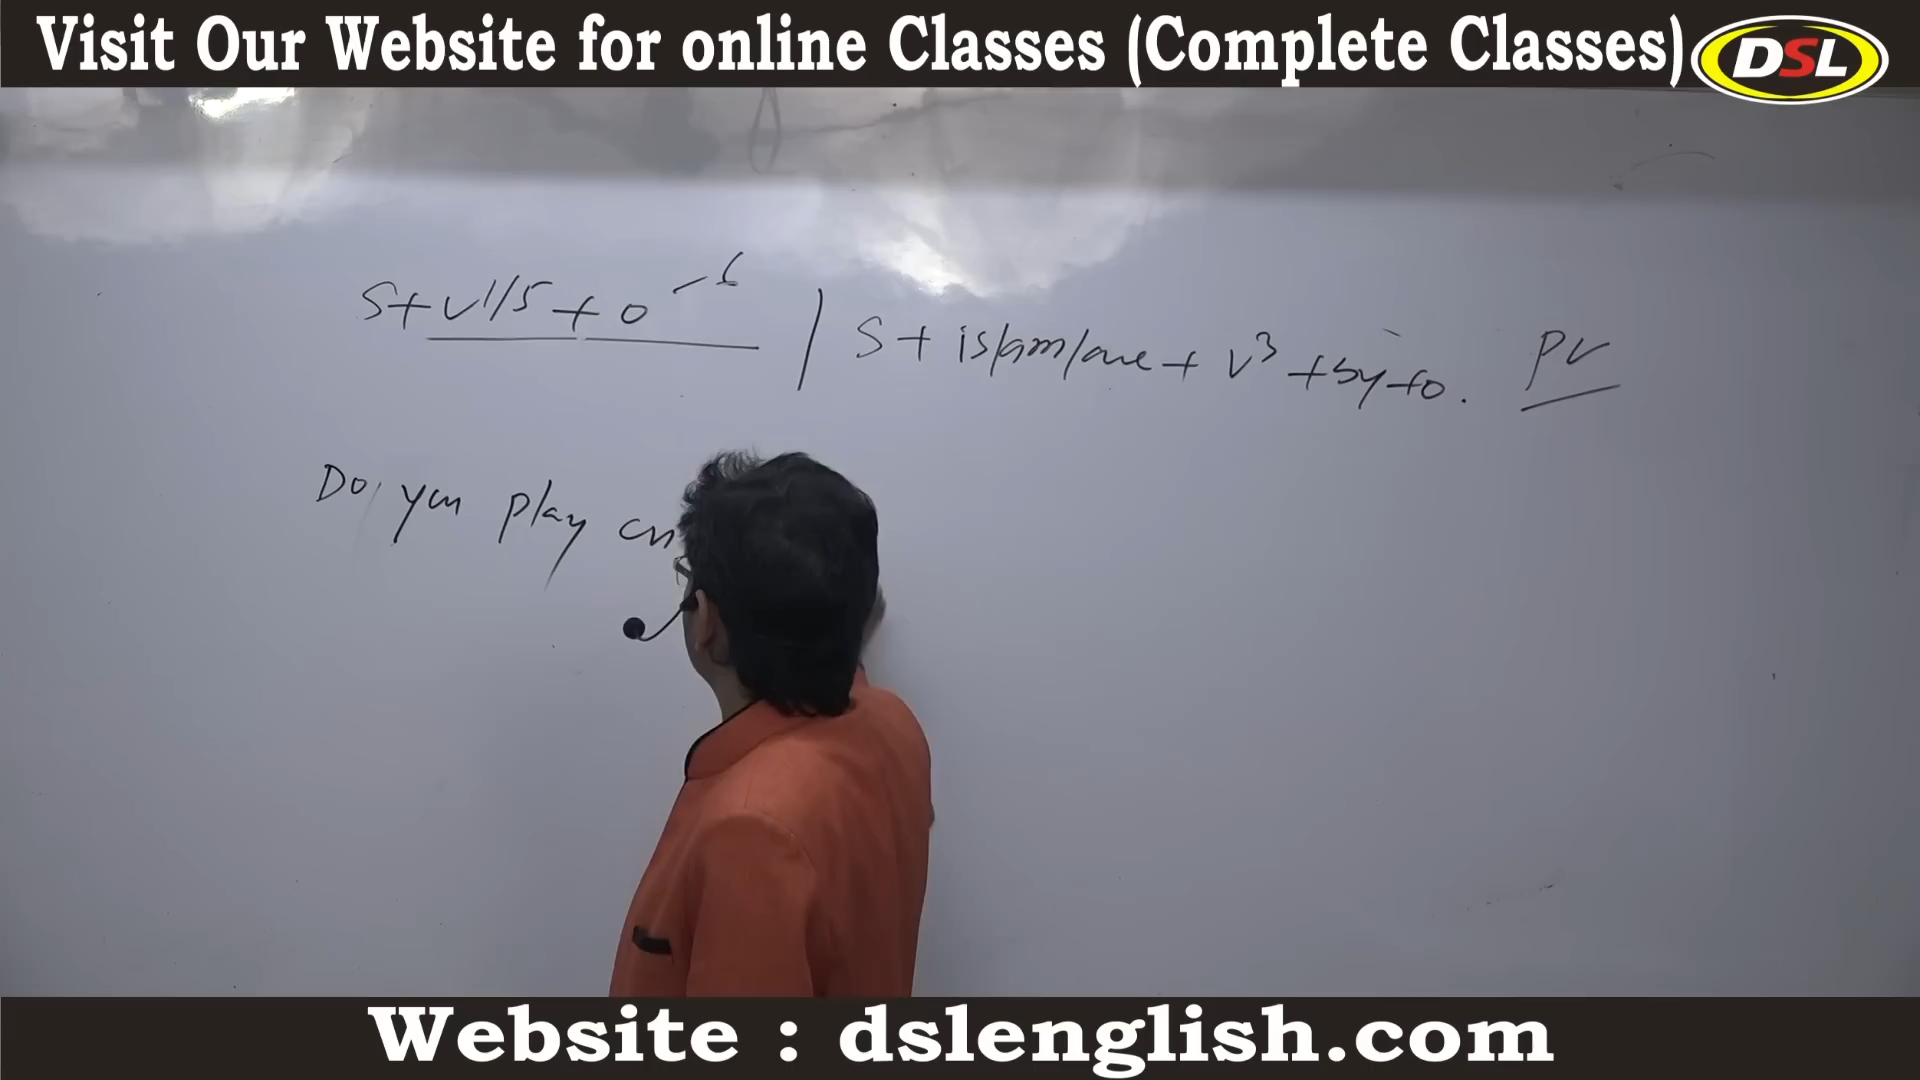 Visit Our Website for online Classes (Complete Classes)
DSL
S+V1/5+O
S + is/am/are + V3 + by + o. PV
Do you play
Website : dslenglish.com